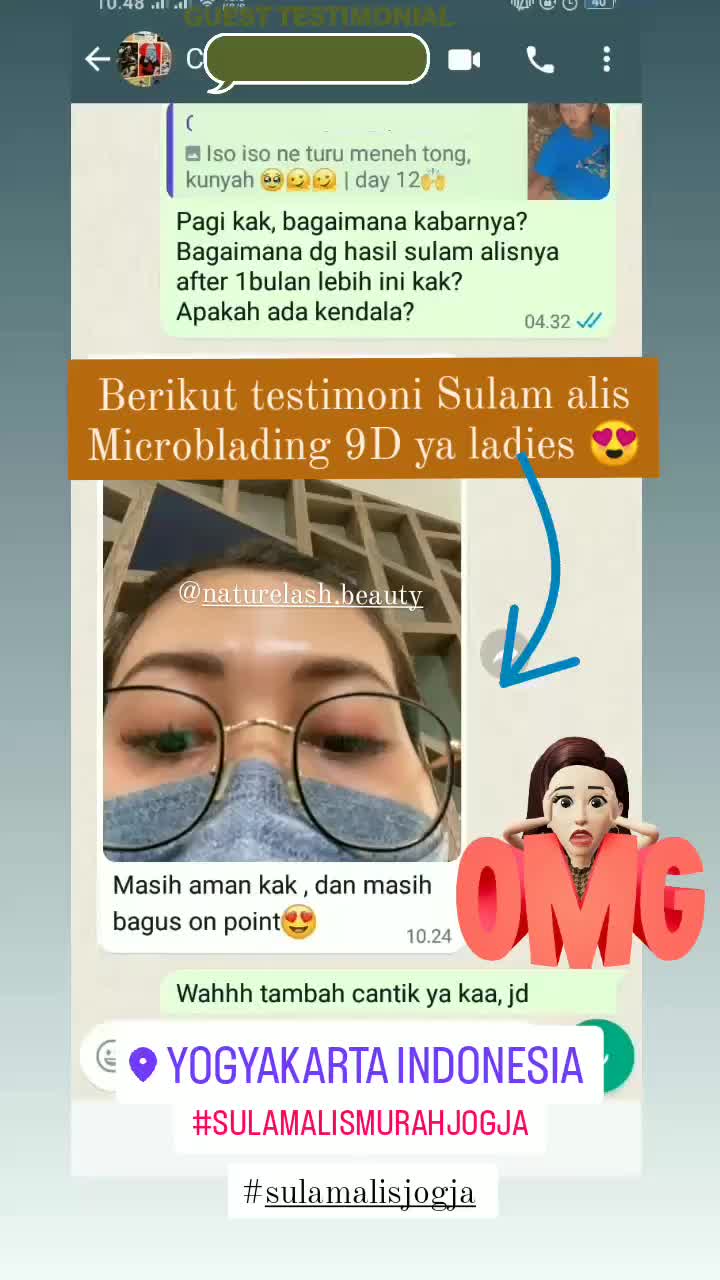 10.48
GUEST TESTIMONIAL
C
Iso iso ne turu meneh tong,
kunyah 🥹🫠🫠 | day 12🙌
Pagi kak, bagaimana kabarnya?
Bagaimana dg hasil sulam alisnya
after 1bulan lebih ini kak?
Apakah ada kendala?
04.32
Berikut testimoni Sulam alis
Microblading 9D ya ladies 😍
@naturelash.beauty
OMG
Masih aman kak , dan masih
bagus on point😍
10.24
Wahhh tambah cantik ya kaa, jd
YOGYAKARTA INDONESIA
#SULAMALISMURAHJOGJA
#sulamalisjogja